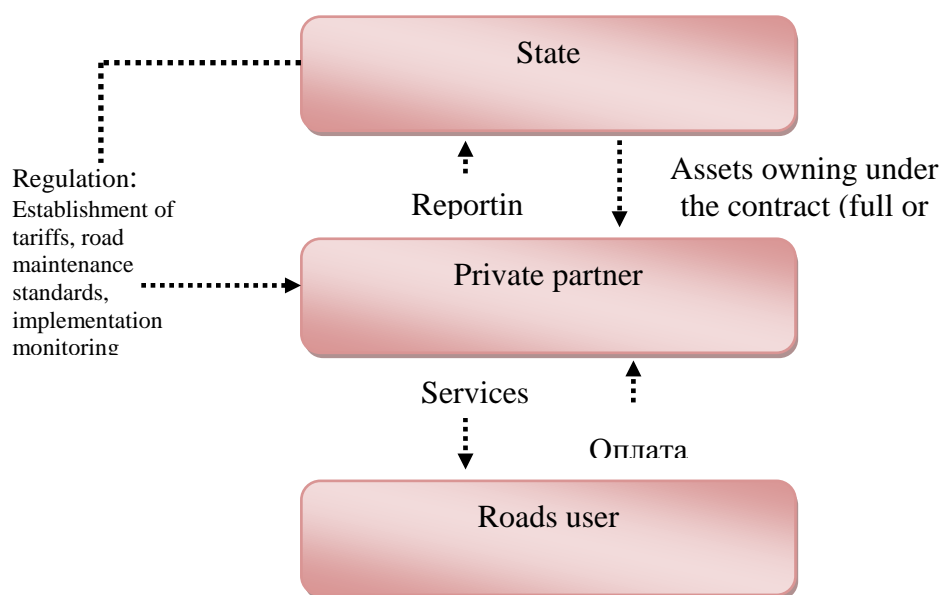 State
Regulation:
Establishment of
tariffs, road
maintenance
standards,
implementation
monitoring
Reportin
Assets owning under
the contract (full or
Private partner
Services
Оплата
Roads user